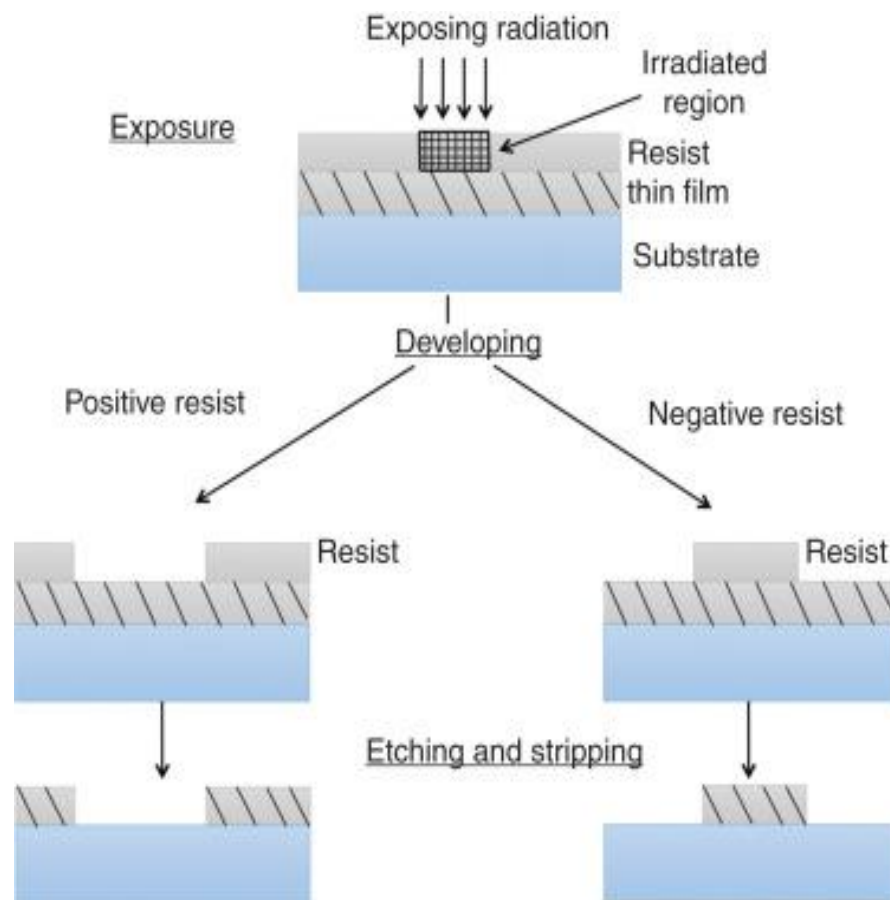 Exposing radiation
Irradiated
region
Exposure
Resist
thin film
Substrate
Developing
Positive resist
Negative resist
Resist
Resist
Etching and stripping